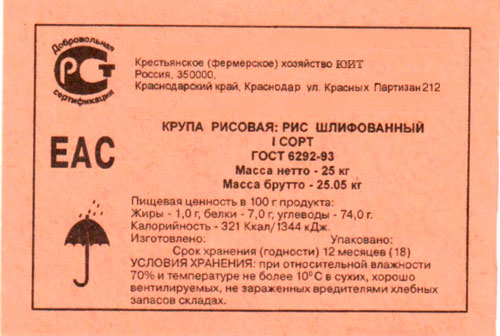 Добровольная
РСТ
сертификация
Крестьянское (фермерское) хозяйство ЮИТ
Россия, 350000,
Краснодарский край, Краснодар ул. Красных Партизан 212
КРУПА РИСОВАЯ: РИС ШЛИФОВАННЫЙ
I СОРТ
ГОСТ 6292-93
Масса нетто - 25 кг
Масса брутто - 25.05 кг
EAC
Пищевая ценность в 100 г продукта:
Жиры - 1,0 г, белки - 7,0 г, углеводы - 74,0 г.
Калорийность - 321 Ккал/1344 кДж.
Изготовлено: Упаковано:
Срок хранения (годности) 12 месяцев (18)
УСЛОВИЯ ХРАНЕНИЯ: при относительной влажности
70% и температуре не более 10°С в сухих, хорошо
вентилируемых, не зараженных вредителями хлебных
запасов складах.